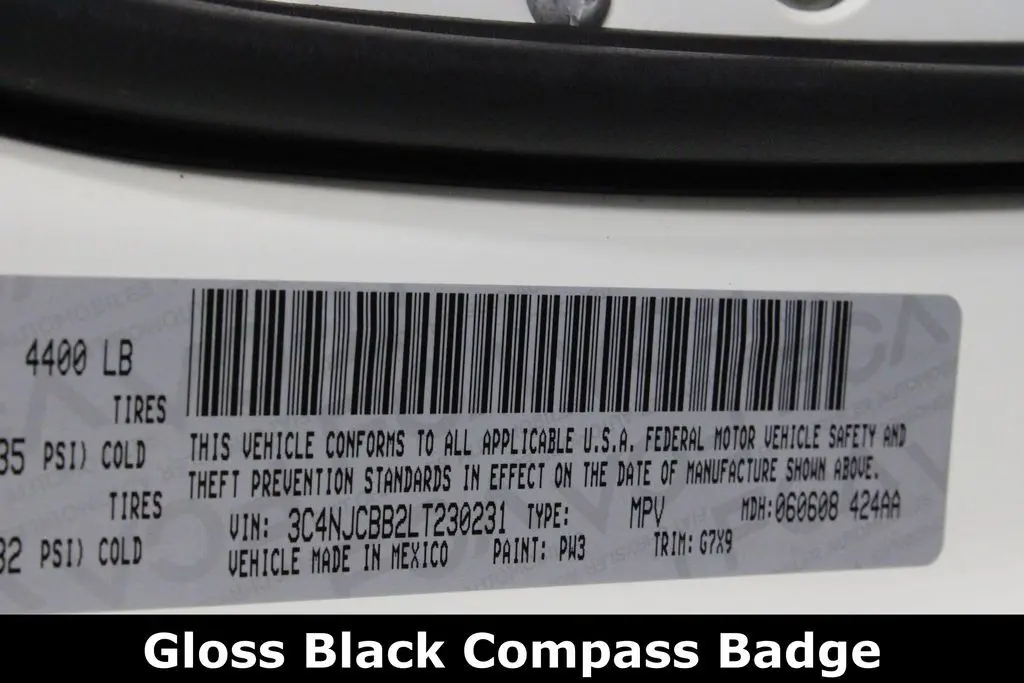 4400 LB
TIRES
35 PSI) COLD
TIRES
32 PSI) COLD
THIS VEHICLE CONFORMS TO ALL APPLICABLE U.S.A. FEDERAL MOTOR VEHICLE SAFETY AND
THEFT PREVENTION STANDARDS IN EFFECT ON THE DATE OF MANUFACTURE SHOWN ABOVE.
VIN: 3C4NJCBB2LT230231 TYPE: MPV MDH:060608 424AA
VEHICLE MADE IN MEXICO PAINT: PW3 TRIM: G7X9
Gloss Black Compass Badge